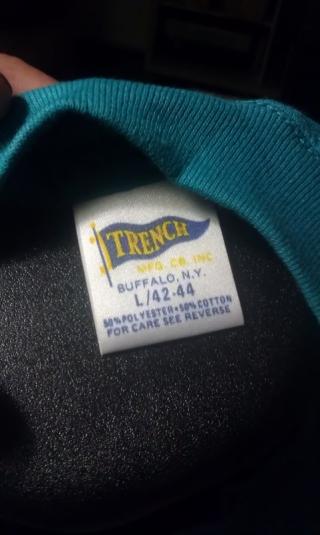 TRENCH
MFG. CO. INC
BUFFALO, N.Y.
L/42-44
50% POLYESTER•50% COTTON
FOR CARE SEE REVERSE